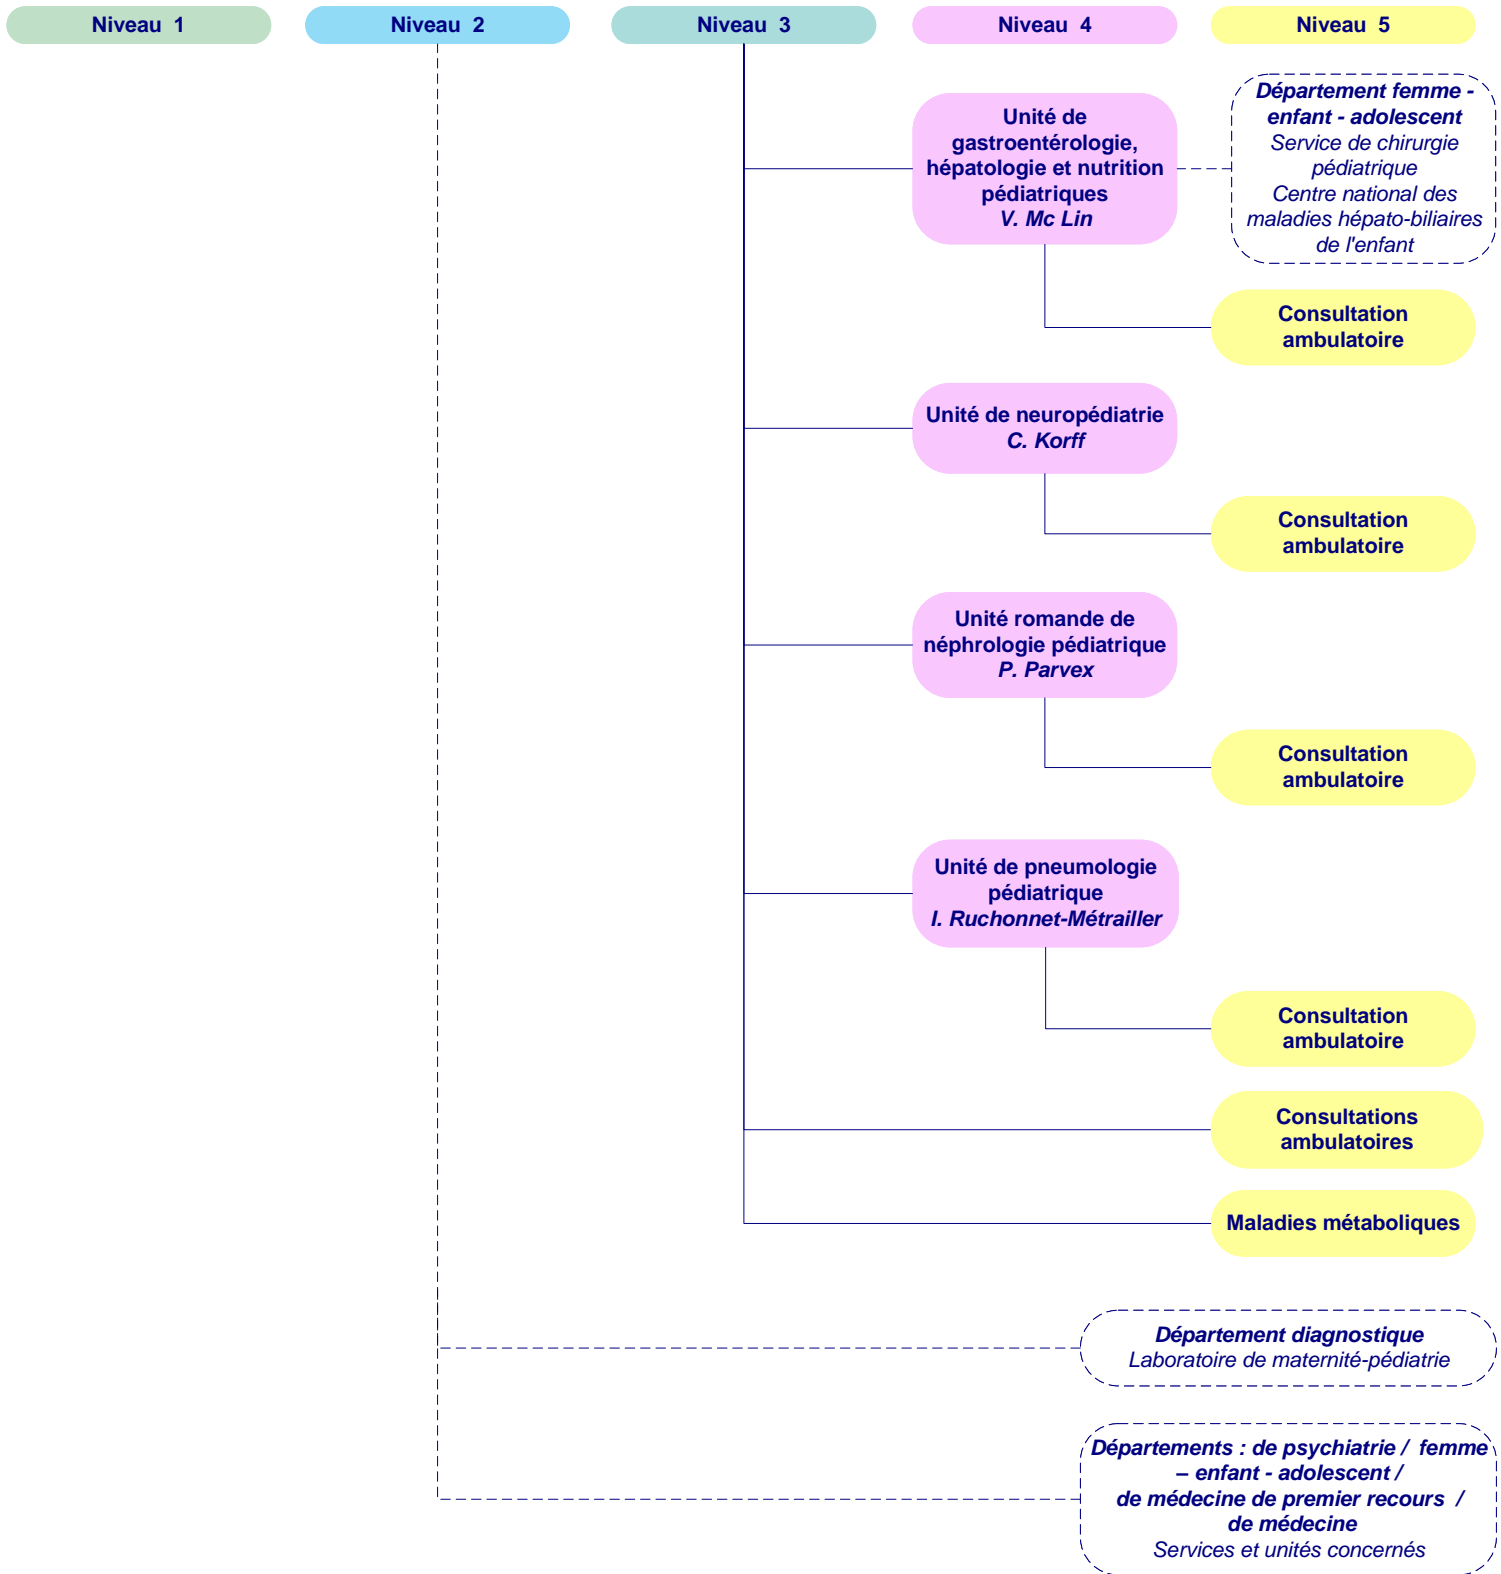 Niveau 1
Niveau 2
Niveau 3
Niveau 4
Niveau 5
Unité de
gastroentérologie,
hépatologie et nutrition
pédiatriques
V. Mc Lin
Département femme -
enfant - adolescent
Service de chirurgie
pédiatrique
Centre national des
maladies hépato-biliaires
de l'enfant
Consultation
ambulatoire
Unité de neuropédiatrie
C. Korff
Consultation
ambulatoire
Unité romande de
néphrologie pédiatrique
P. Parvex
Consultation
ambulatoire
Unité de pneumologie
pédiatrique
I. Ruchonnet-Métrailler
Consultation
ambulatoire
Consultations
ambulatoires
Maladies métaboliques
Département diagnostique
Laboratoire de maternité-pédiatrie
Départements : de psychiatrie / femme
– enfant - adolescent /
de médecine de premier recours /
de médecine
Services et unités concernés